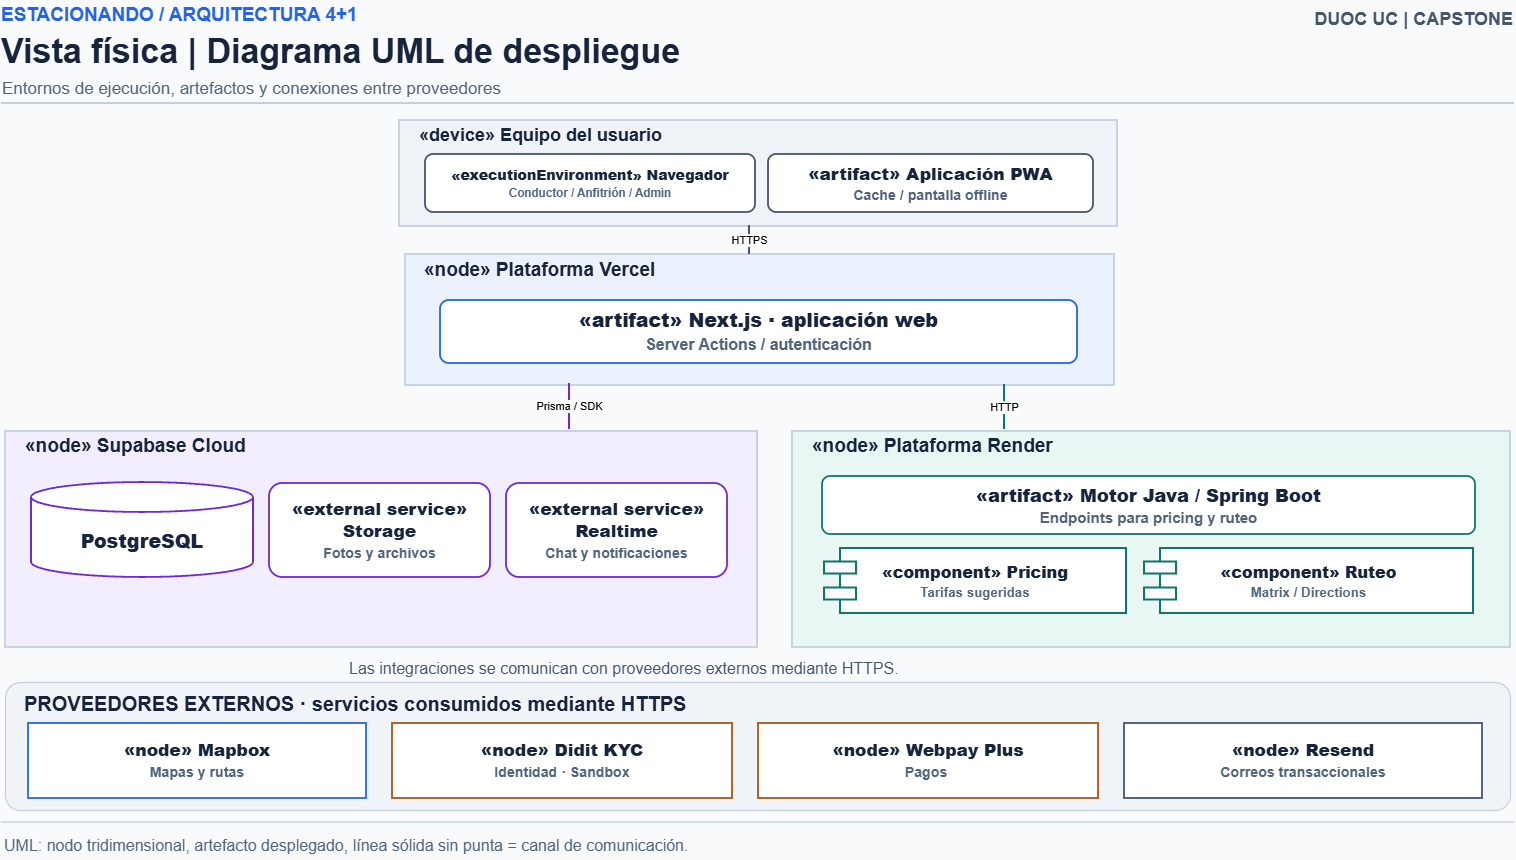 ESTACIONANDO / ARQUITECTURA 4+1
DUOC UC | CAPSTONE
Vista física | Diagrama UML de despliegue
Entornos de ejecución, artefactos y conexiones entre proveedores
«device» Equipo del usuario
«executionEnvironment» Navegador
Conductor / Anfitrión / Admin
«artifact» Aplicación PWA
Cache / pantalla offline
HTTPS
«node» Plataforma Vercel
«artifact» Next.js · aplicación web
Server Actions / autenticación
Prisma / SDK
HTTP
«node» Supabase Cloud
PostgreSQL
«external service»
Storage
Fotos y archivos
«external service»
Realtime
Chat y notificaciones
«node» Plataforma Render
«artifact» Motor Java / Spring Boot
Endpoints para pricing y ruteo
«component» Pricing
Tarifas sugeridas
«component» Ruteo
Matrix / Directions
Las integraciones se comunican con proveedores externos mediante HTTPS.
PROVEEDORES EXTERNOS · servicios consumidos mediante HTTPS
«node» Mapbox
Mapas y rutas
«node» Didit KYC
Identidad · Sandbox
«node» Webpay Plus
Pagos
«node» Resend
Correos transaccionales
UML: nodo tridimensional, artefacto desplegado, línea sólida sin punta = canal de comunicación.